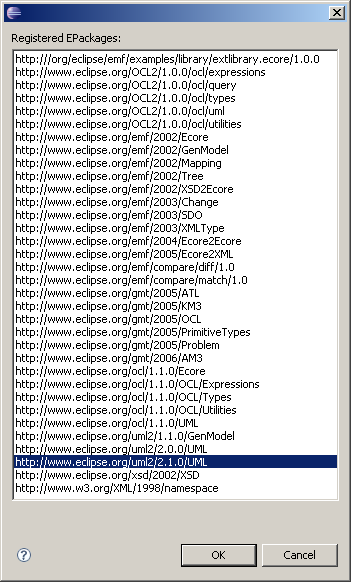 Registered EPackages:
http:///org/eclipse/emf/examples/library/extlibrary.ecore/1.0.0
http://www.eclipse.org/OCL2/1.0.0/ocl/expressions
http://www.eclipse.org/OCL2/1.0.0/ocl/query
http://www.eclipse.org/OCL2/1.0.0/ocl/types
http://www.eclipse.org/OCL2/1.0.0/ocl/uml
http://www.eclipse.org/OCL2/1.0.0/ocl/utilities
http://www.eclipse.org/emf/2002/Ecore
http://www.eclipse.org/emf/2002/GenModel
http://www.eclipse.org/emf/2002/Mapping
http://www.eclipse.org/emf/2002/Tree
http://www.eclipse.org/emf/2002/XSD2Ecore
http://www.eclipse.org/emf/2003/Change
http://www.eclipse.org/emf/2003/SDO
http://www.eclipse.org/emf/2003/XMLType
http://www.eclipse.org/emf/2004/Ecore2Ecore
http://www.eclipse.org/emf/2005/Ecore2XML
http://www.eclipse.org/emf/compare/diff/1.0
http://www.eclipse.org/emf/compare/match/1.0
http://www.eclipse.org/gmt/2005/ATL
http://www.eclipse.org/gmt/2005/KM3
http://www.eclipse.org/gmt/2005/OCL
http://www.eclipse.org/gmt/2005/PrimitiveTypes
http://www.eclipse.org/gmt/2005/Problem
http://www.eclipse.org/gmt/2006/AM3
http://www.eclipse.org/ocl/1.1.0/Ecore
http://www.eclipse.org/ocl/1.1.0/OCL/Expressions
http://www.eclipse.org/ocl/1.1.0/OCL/Types
http://www.eclipse.org/ocl/1.1.0/OCL/Utilities
http://www.eclipse.org/ocl/1.1.0/UML
http://www.eclipse.org/uml2/1.1.0/GenModel
http://www.eclipse.org/uml2/2.0.0/UML
http://www.eclipse.org/uml2/2.1.0/UML
http://www.eclipse.org/xsd/2002/XSD
http://www.w3.org/XML/1998/namespace
?
OK
Cancel